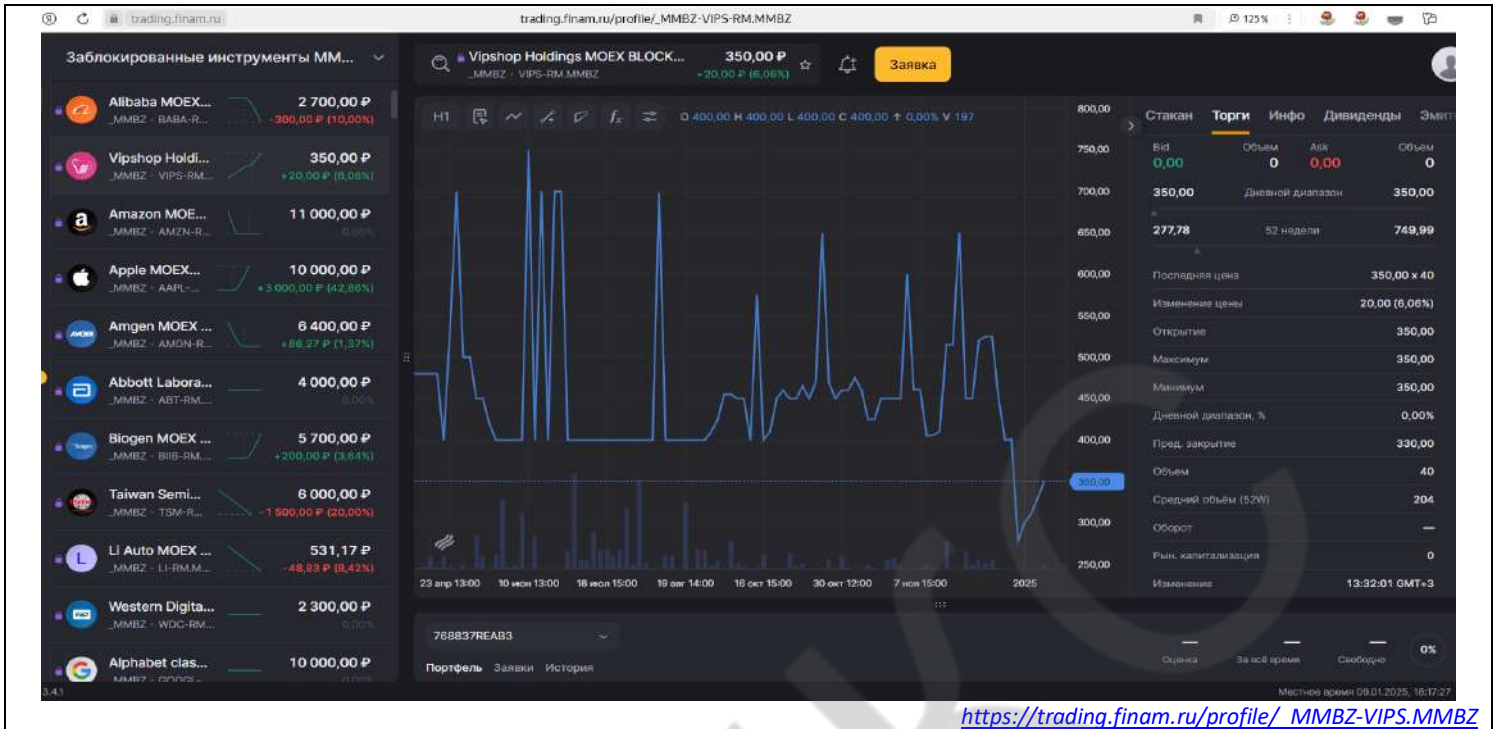 trading.finam.ru
trading.finam.ru/profile/_MMBZ-VIPS-RM.MMBZ
125 %
Заблокированные инструменты MM...
Alibaba MOEX...
2 700,00 ₽
_MMBZ - BABA-R...
-300,00 ₽ (10,00%)
Vipshop Holdi...
350,00 ₽
_MMBZ - VIPS-RM...
+20,00 ₽ (6,06%)
Amazon MOE...
11 000,00 ₽
_MMBZ - AMZN-R...
0,00%
Apple MOEX...
10 000,00 ₽
_MMBZ - AAPL-...
+3 000,00 ₽ (42,86%)
Amgen MOEX ...
6 400,00 ₽
_MMBZ - AMGN-R...
+86,27 ₽ (1,37%)
Abbott Labora...
4 000,00 ₽
_MMBZ - ABT-RM....
0,00%
Biogen MOEX ...
5 700,00 ₽
_MMBZ - BIIB-RM....
+200,00 ₽ (3,64%)
Taiwan Semi...
6 000,00 ₽
_MMBZ - TSM-R...
-1 500,00 ₽ (20,00%)
Li Auto MOEX ...
531,17 ₽
_MMBZ - LI-RM.M...
-48,83 ₽ (8,42%)
Western Digita...
2 300,00 ₽
_MMBZ - WDC-RM...
0,00%
Alphabet clas...
10 000,00 ₽
3.4.1
Vipshop Holdings MOEX BLOCK...
350,00 ₽
_MMBZ - VIPS-RM.MMBZ
+20,00 ₽ (6,06%)
Заявка
H1
O 400,00 H 400,00 L 400,00 C 400,00 ↑ 0,00% V 197
800,00
750,00
700,00
650,00
600,00
550,00
500,00
450,00
400,00
350,00
300,00
250,00
23 апр 13:00
10 июн 13:00
18 июл 15:00
19 авг 14:00
16 окт 15:00
30 окт 12:00
7 ноя 15:00
2025
768837REAB3
Портфель Заявки История
Стакан Торги Инфо Дивиденды Эмит
Bid Объем Ask Объем
0,00 0 0,00 0
350,00 Дневной диапазон 350,00
277,78 52 недели 749,99
Последняя цена 350,00 x 40
Изменение цены 20,00 (6,06%)
Открытие 350,00
Максимум 350,00
Минимум 350,00
Дневной диапазон, % 0,00%
Пред. закрытие 330,00
Объем 40
Средний объём (52W) 204
Оборот —
Рын. капитализация 0
Изменение 13:32:01 GMT+3
— — — 0%
Оценка За всё время Свободно
Местное время 09.01.2025, 16:17:27
https://trading.finam.ru/profile/_MMBZ-VIPS.MMBZ